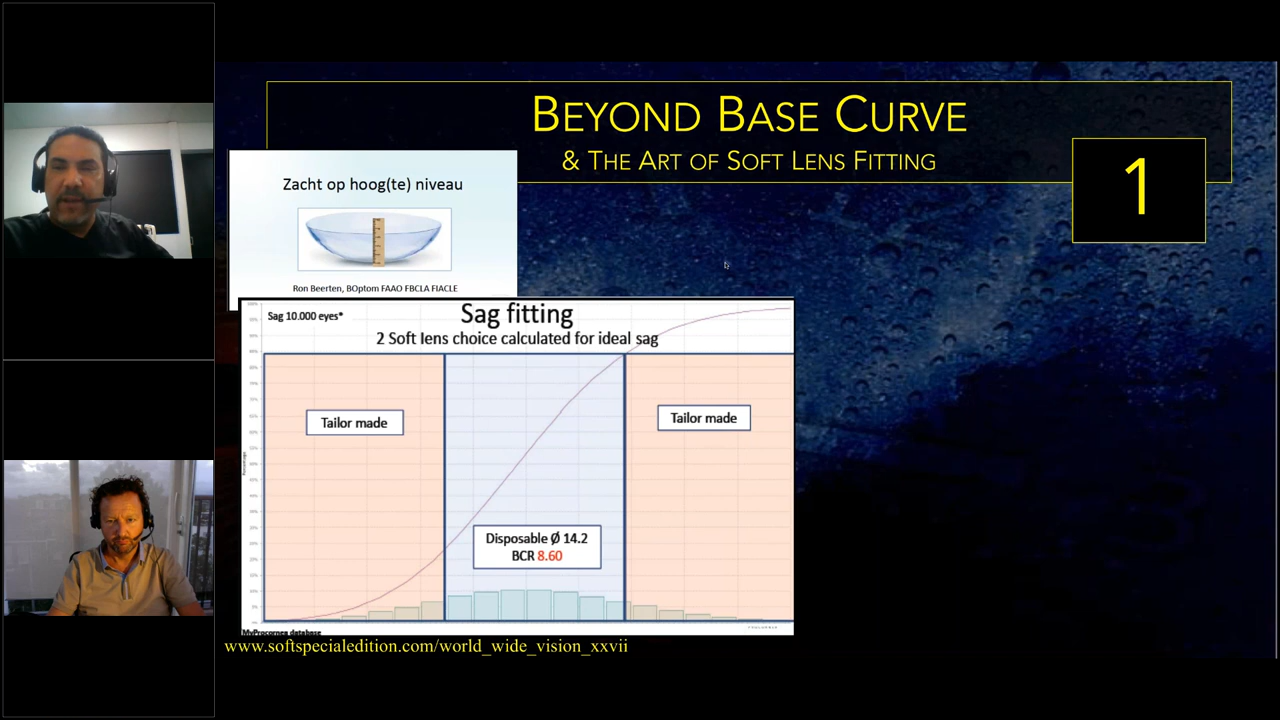 BEYOND BASE CURVE
& THE ART OF SOFT LENS FITTING
1
Zacht op hoog(te) niveau
Ron Beerten, BOptom FAAO FBCLA FIACLE
Sag 10.000 eyes*
Sag fitting
2 Soft lens choice calculated for ideal sag
Tailor made
Tailor made
Disposable Ø 14.2
BCR 8.60
MyProcornea database
www.softspecialedition.com/world_wide_vision_xxvii